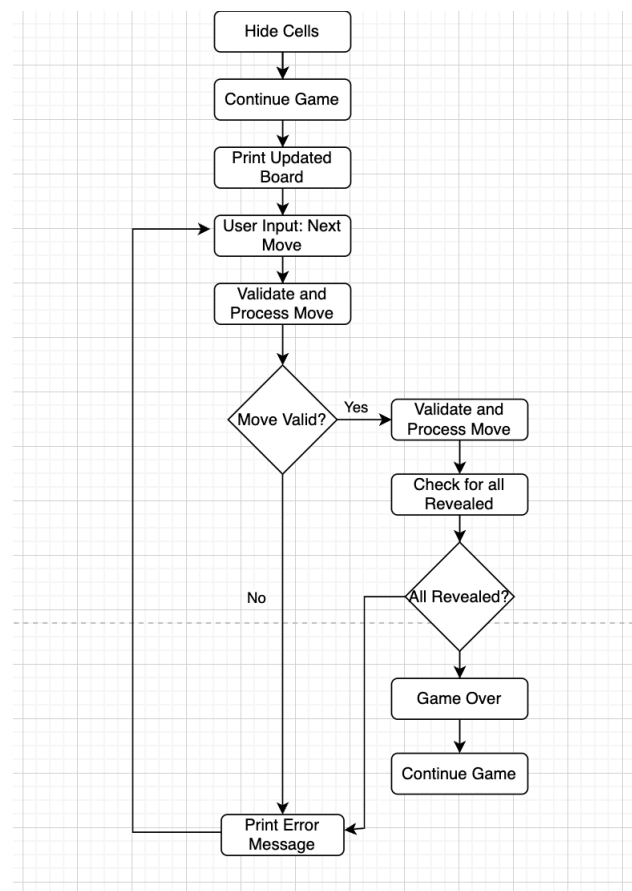 Hide Cells
Continue Game
Print Updated
Board
User Input: Next
Move
Validate and
Process Move
Move Valid?
Yes
Validate and
Process Move
Check for all
Revealed
No
All Revealed?
Game Over
Continue Game
Print Error
Message